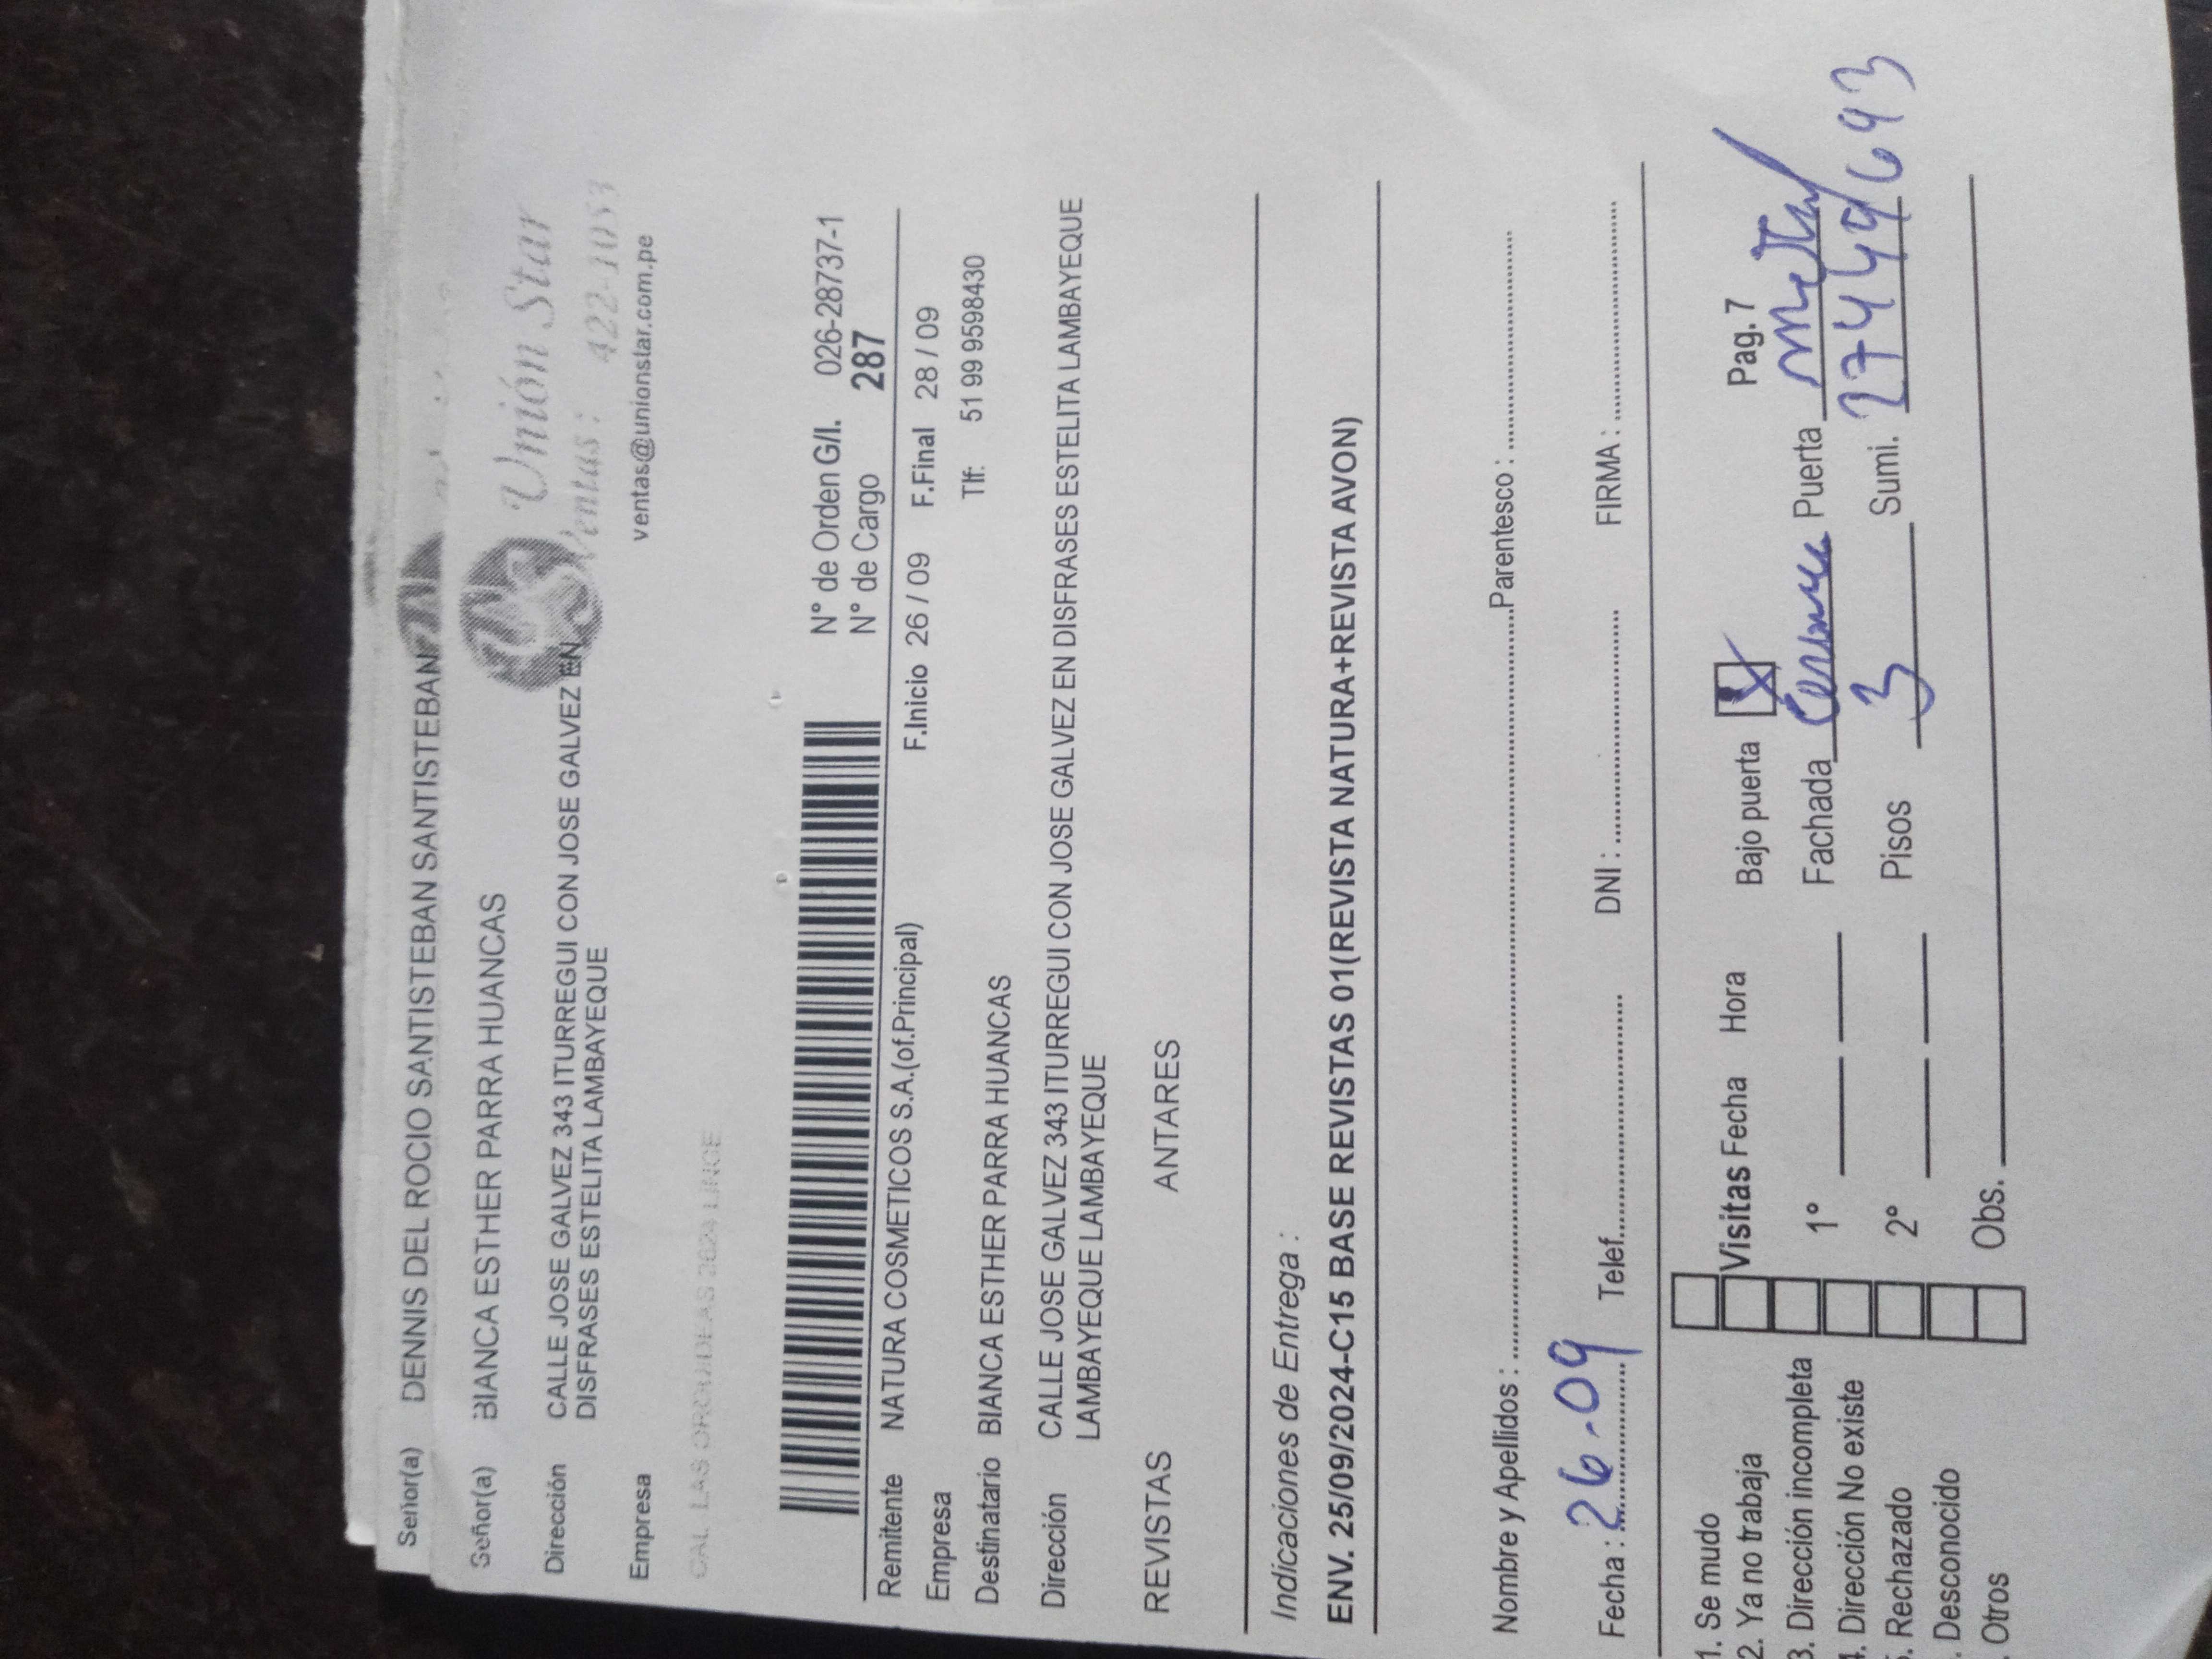 Señor(a) DENNIS DEL ROCIO SANTISTEBAN SANTISTEBAN
Señor(a) BIANCA ESTHER PARRA HUANCAS
Unión Star
Ventas : 422-1053
ventas@unionstar.com.pe
Dirección CALLE JOSE GALVEZ 343 ITURREGUI CON JOSE GALVEZ EN
DISFRASES ESTELITA LAMBAYEQUE
Empresa
CAL. LAS ORQUIDEAS 2624 LINCE
N° de Orden G/I. 026-28737-1
N° de Cargo 287
Remitente NATURA COSMETICOS S.A.(of.Principal) F.Inicio 26 / 09 F.Final 28 / 09
Empresa
Tlf: 51 99 9598430
Destinatario BIANCA ESTHER PARRA HUANCAS
Dirección CALLE JOSE GALVEZ 343 ITURREGUI CON JOSE GALVEZ EN DISFRASES ESTELITA LAMBAYEQUE
LAMBAYEQUE LAMBAYEQUE
REVISTAS ANTARES
Indicaciones de Entrega :
ENV. 25/09/2024-C15 BASE REVISTAS 01(REVISTA NATURA+REVISTA AVON)
Nombre y Apellidos : Parentesco :
Fecha : 26.09 Telef. DNI : FIRMA :
1. Se mudo
2. Ya no trabaja Visitas Fecha Hora Bajo puerta X Pag. 7
3. Dirección incompleta 1° Fachada Puerta
4. Dirección No existe
5. Rechazado 2° Pisos 3 Sumi. 27449693
. Desconocido
. Otros Obs.